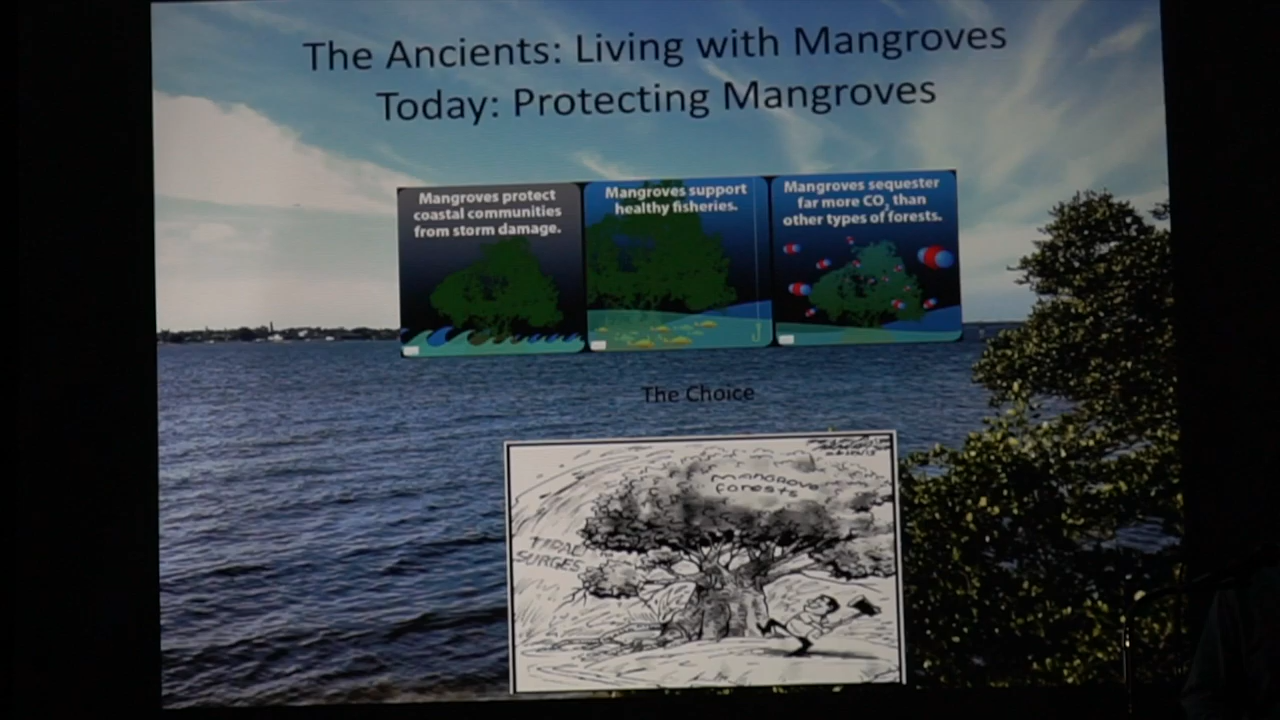 The Ancients: Living with Mangroves
Today: Protecting Mangroves
Mangroves protect
coastal communities
from storm damage.
Mangroves support
healthy fisheries.
Mangroves sequester
far more CO₂ than
other types of forests.
The Choice
Mangrove
forests
TIDAL
SURGES